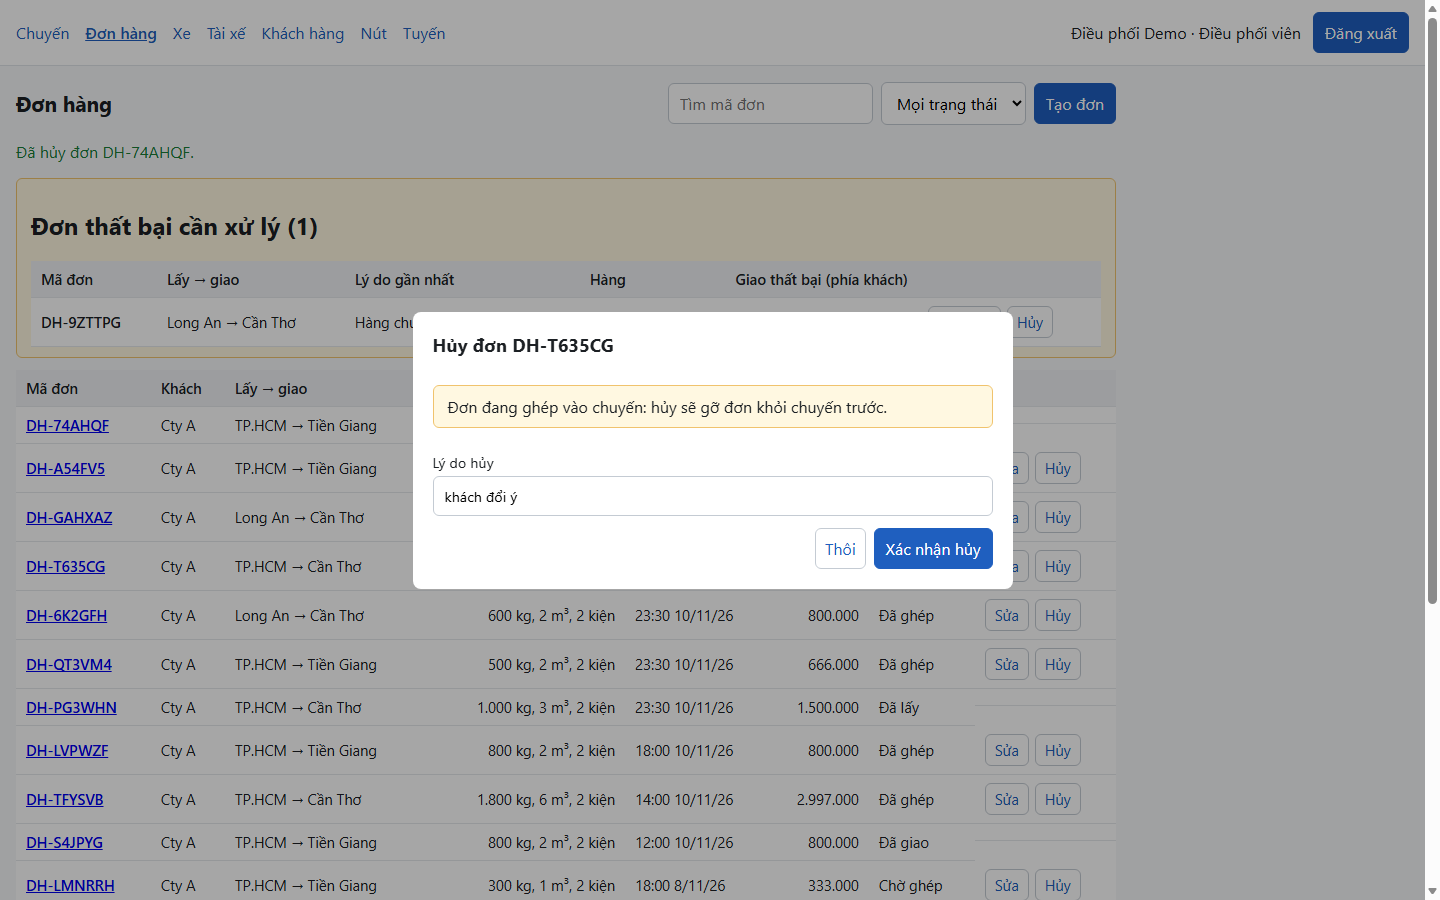 Chuyến Đơn hàng Xe Tài xế Khách hàng Nút Tuyến Điều phối Demo · Điều phối viên Đăng xuất
Đơn hàng Tìm mã đơn Mọi trạng thái Tạo đơn
Đã hủy đơn DH-74AHQF.
Đơn thất bại cần xử lý (1)
Mã đơn Lấy → giao Lý do gần nhất Hàng Giao thất bại (phía khách)
DH-9ZTTPG Long An → Cần Thơ Hàng Hủy
Hủy đơn DH-T635CG
Đơn đang ghép vào chuyến: hủy sẽ gỡ đơn khỏi chuyến trước.
Lý do hủy
khách đổi ý
Thôi Xác nhận hủy
Mã đơn Khách Lấy → giao
DH-74AHQF Cty A TP.HCM → Tiền Giang
DH-A54FV5 Cty A TP.HCM → Tiền Giang Hủy
DH-GAHXAZ Cty A Long An → Cần Thơ Hủy
DH-T635CG Cty A TP.HCM → Cần Thơ Hủy
DH-6K2GFH Cty A Long An → Cần Thơ 600 kg, 2 m³, 2 kiện 23:30 10/11/26 800.000 Đã ghép Sửa Hủy
DH-QT3VM4 Cty A TP.HCM → Tiền Giang 500 kg, 2 m³, 2 kiện 23:30 10/11/26 666.000 Đã ghép Sửa Hủy
DH-PG3WHN Cty A TP.HCM → Cần Thơ 1.000 kg, 3 m³, 2 kiện 23:30 10/11/26 1.500.000 Đã lấy
DH-LVPWZF Cty A TP.HCM → Tiền Giang 800 kg, 2 m³, 2 kiện 18:00 10/11/26 800.000 Đã ghép Sửa Hủy
DH-TFYSVB Cty A TP.HCM → Cần Thơ 1.800 kg, 6 m³, 2 kiện 14:00 10/11/26 2.997.000 Đã ghép Sửa Hủy
DH-S4JPYG Cty A TP.HCM → Tiền Giang 800 kg, 2 m³, 2 kiện 12:00 10/11/26 800.000 Đã giao
DH-LMNRRH Cty A TP.HCM → Tiền Giang 300 kg, 1 m³, 2 kiện 18:00 8/11/26 333.000 Chờ ghép Sửa Hủy